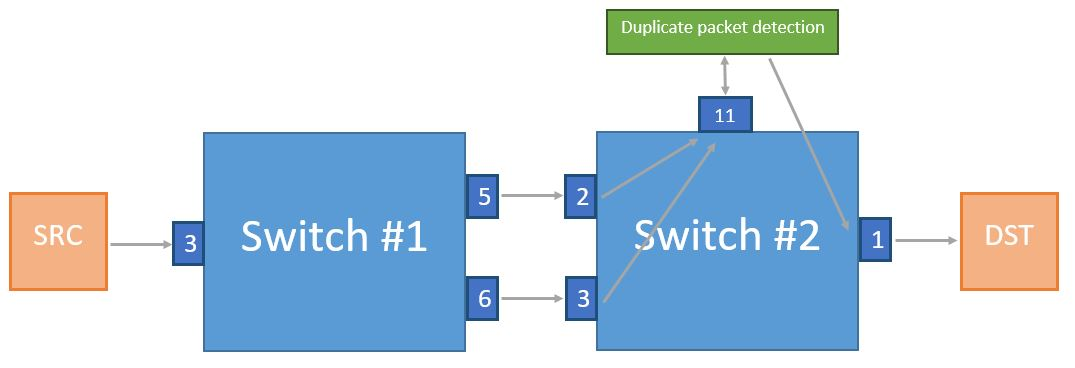 Duplicate packet detection
11
SRC
3
Switch #1
5
6
2
3
Switch #2
1
DST